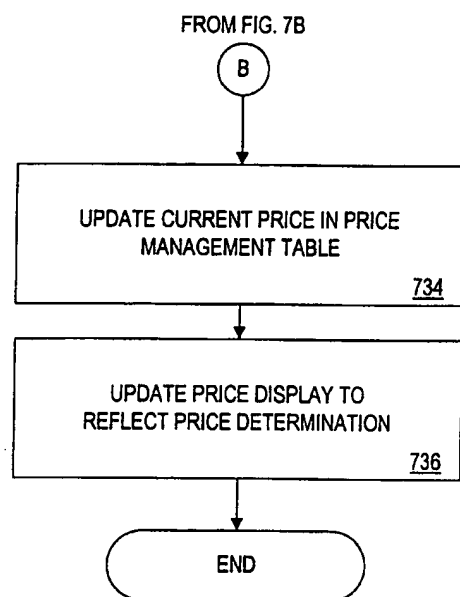 FROM FIG. 7B
B
UPDATE CURRENT PRICE IN PRICE
MANAGEMENT TABLE
734
UPDATE PRICE DISPLAY TO
REFLECT PRICE DETERMINATION
736
END